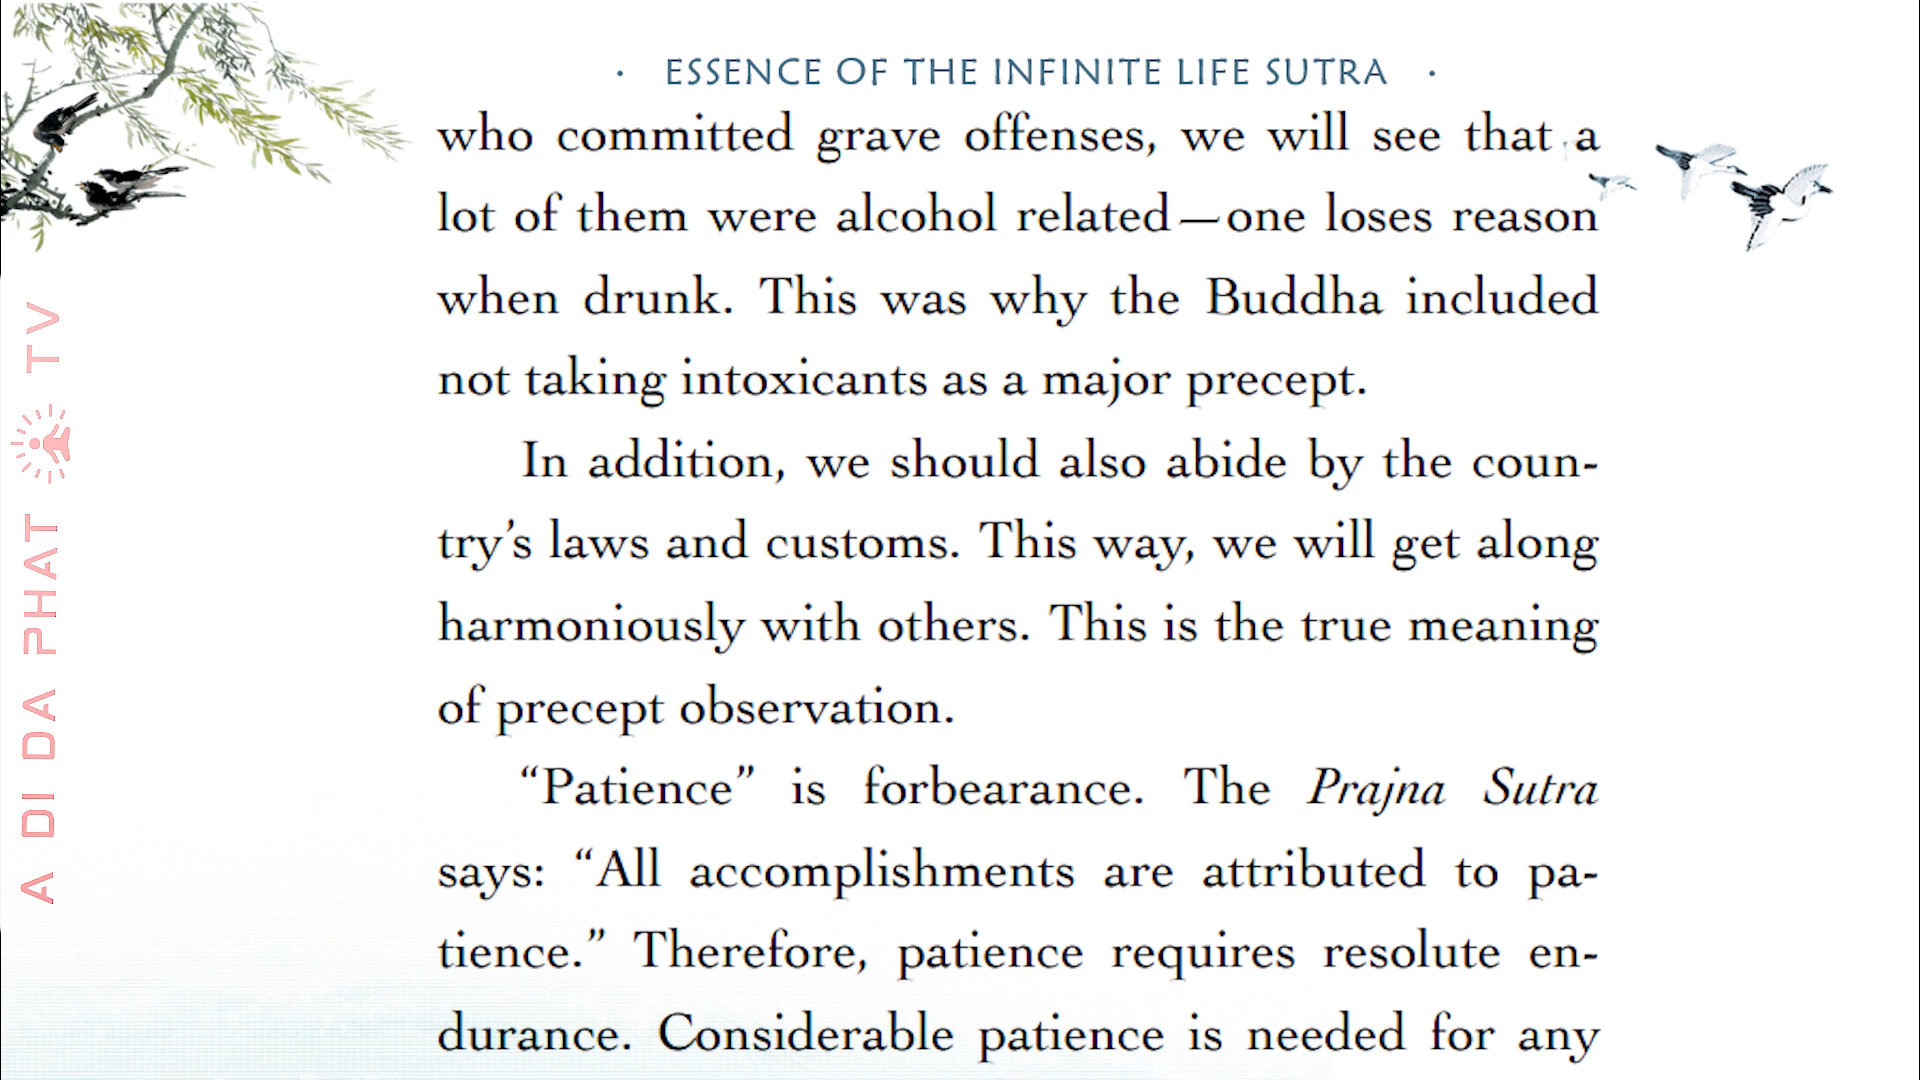 · ESSENCE OF THE INFINITE LIFE SUTRA ·
who committed grave offenses, we will see that a
lot of them were alcohol related—one loses reason
when drunk. This was why the Buddha included
not taking intoxicants as a major precept.
In addition, we should also abide by the coun-
try’s laws and customs. This way, we will get along
harmoniously with others. This is the true meaning
of precept observation.
“Patience” is forbearance. The Prajna Sutra
says: “All accomplishments are attributed to pa-
tience.” Therefore, patience requires resolute en-
durance. Considerable patience is needed for any
A DI DA PHAT TV